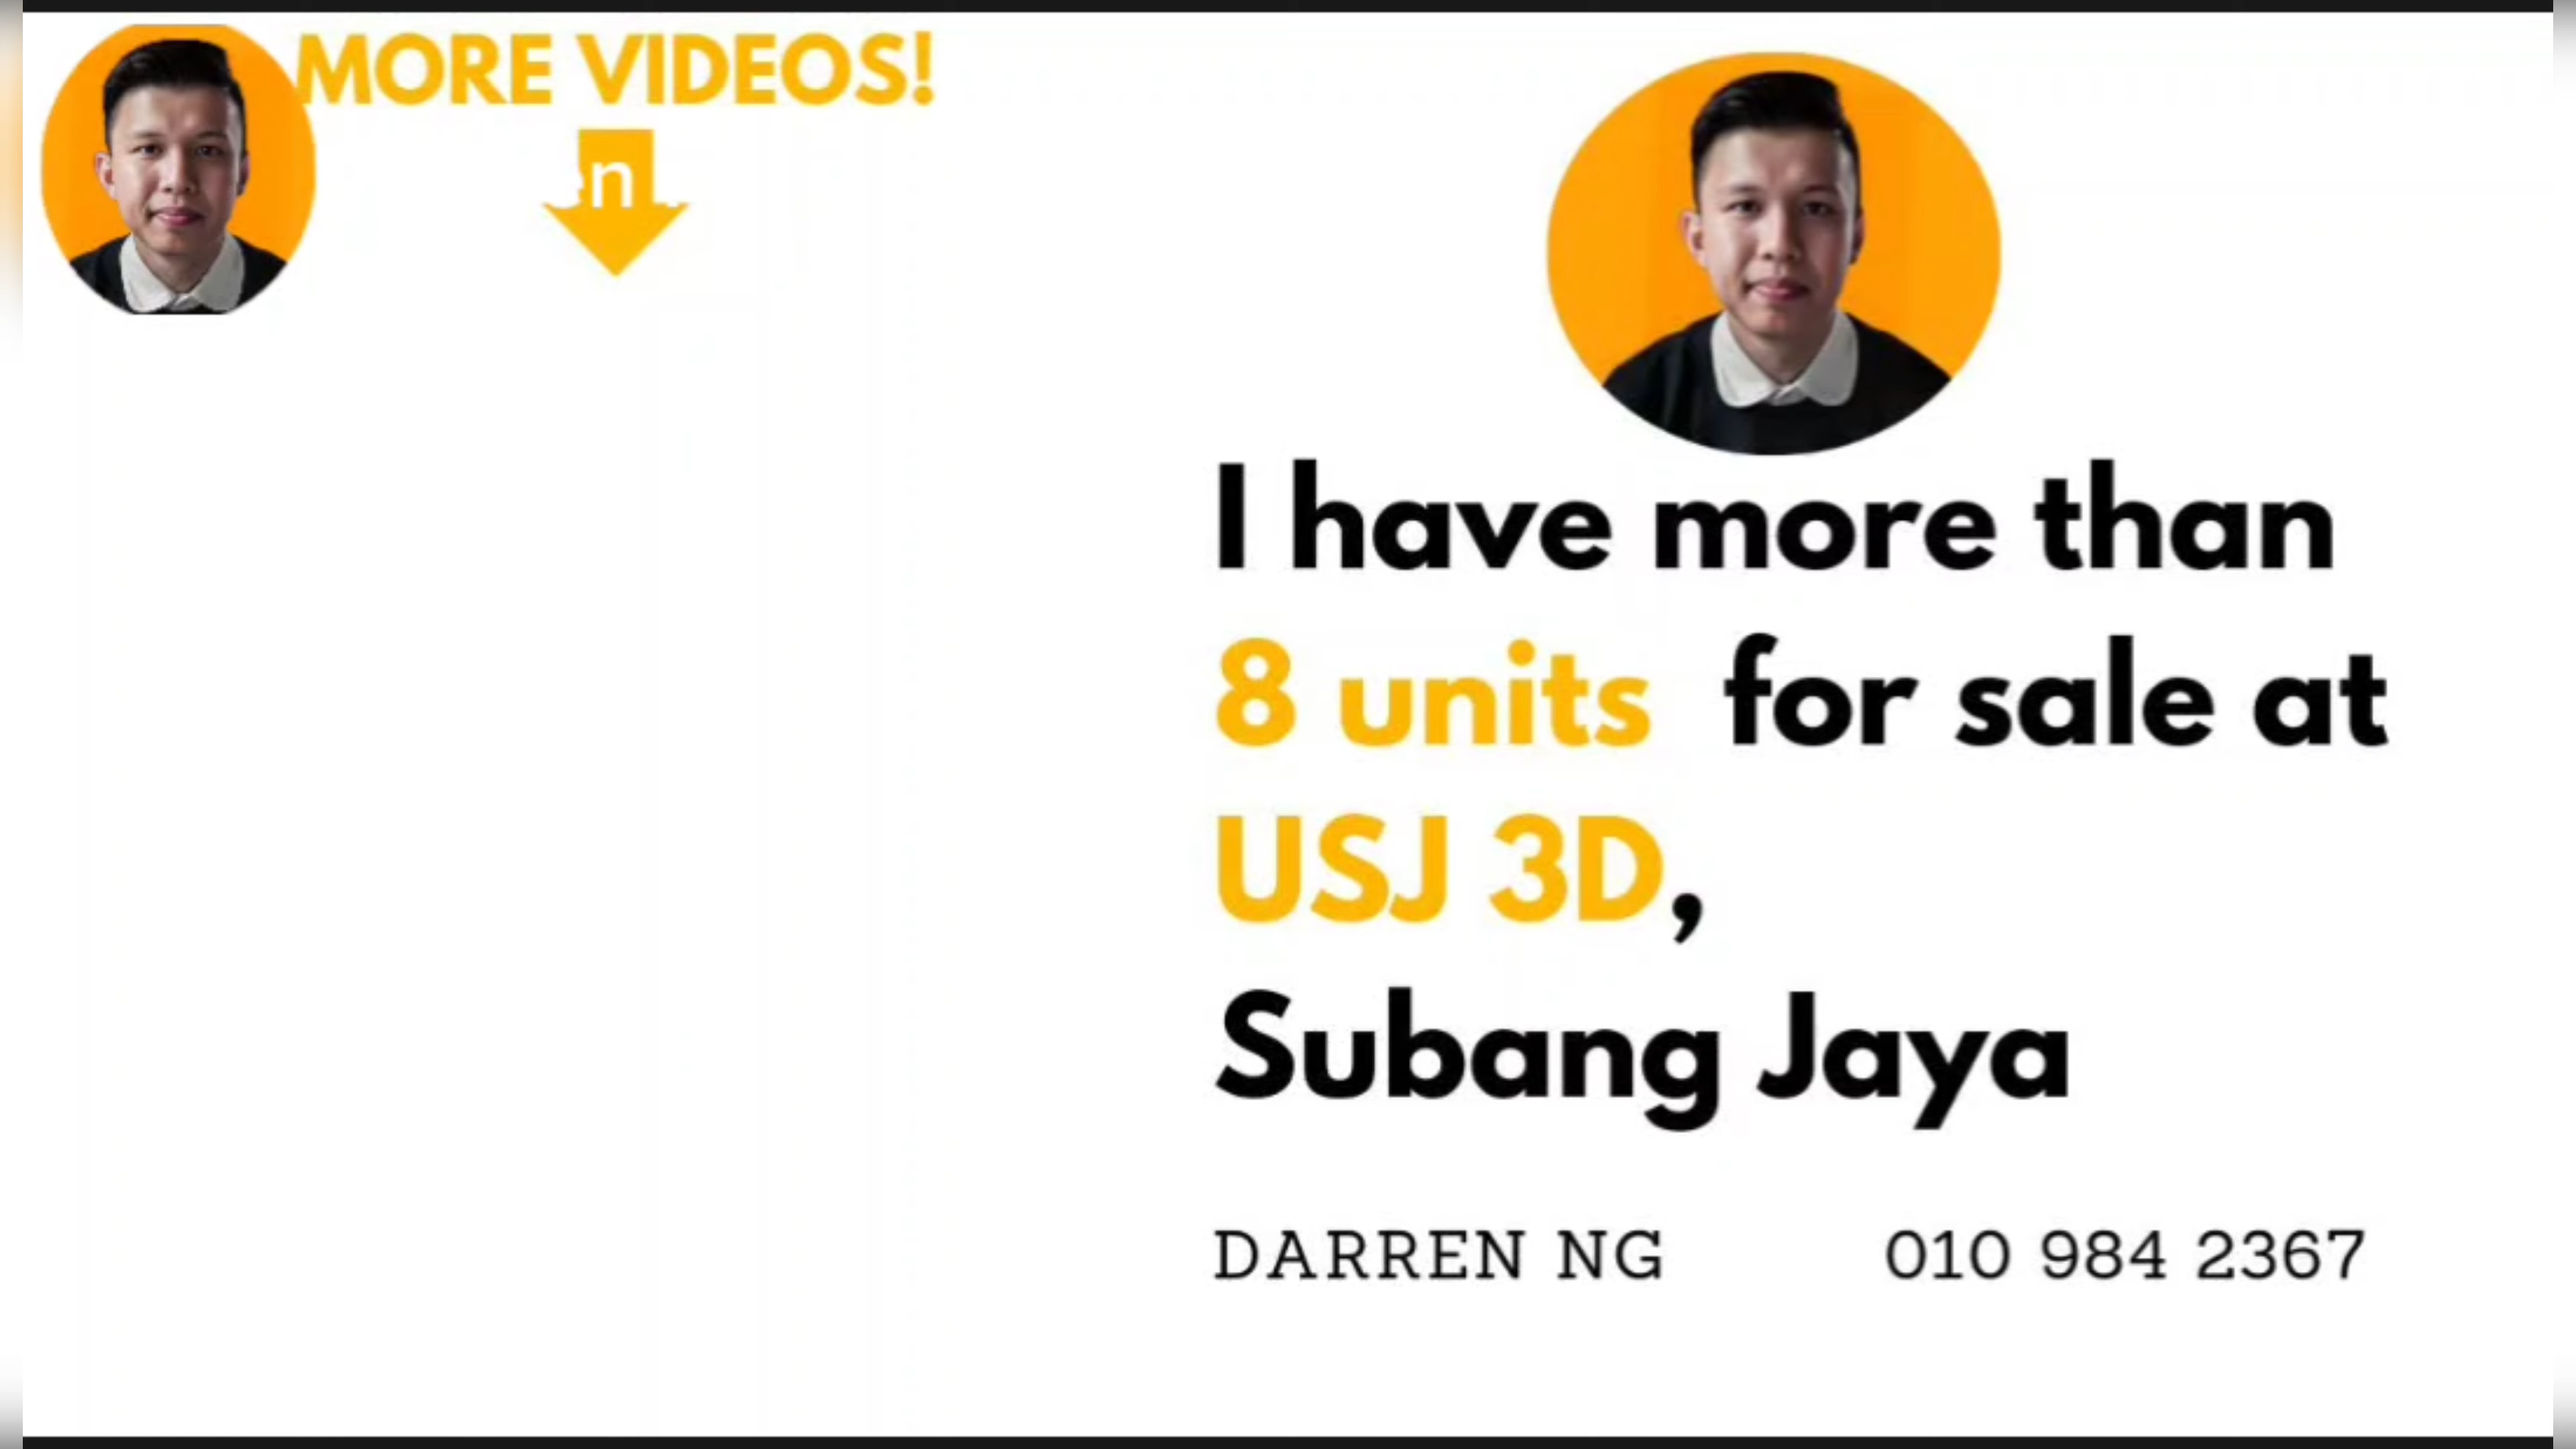 MORE VIDEOS!
I have more than
8 units for sale at
USJ 3D,
Subang Jaya
DARREN NG 010 984 2367